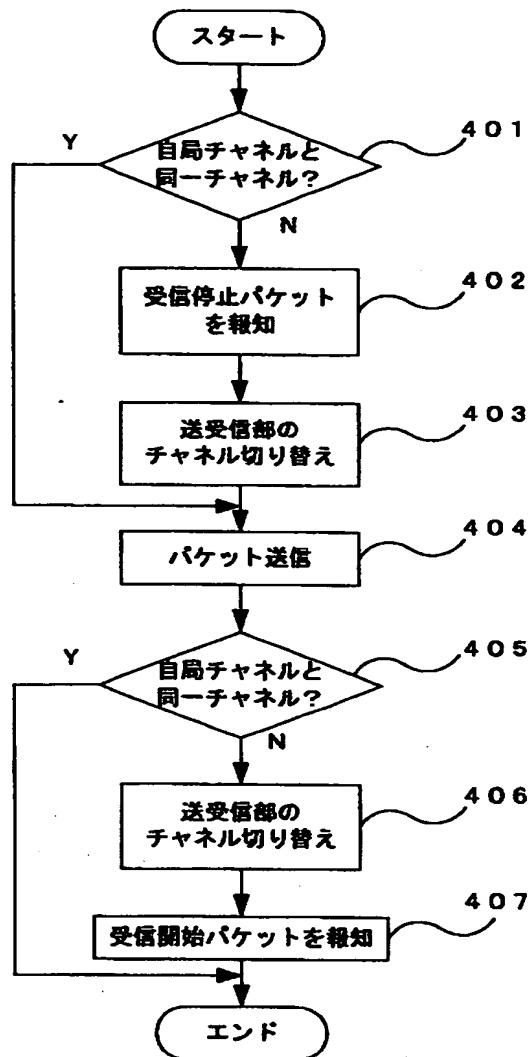 スタート
自局チャネルと
同一チャネル?
４０１
Y
N
受信停止パケット
を報知
４０２
送受信部の
チャネル切り替え
４０３
パケット送信
４０４
自局チャネルと
同一チャネル?
４０５
Y
N
送受信部の
チャネル切り替え
４０６
受信開始パケットを報知
４０７
エンド